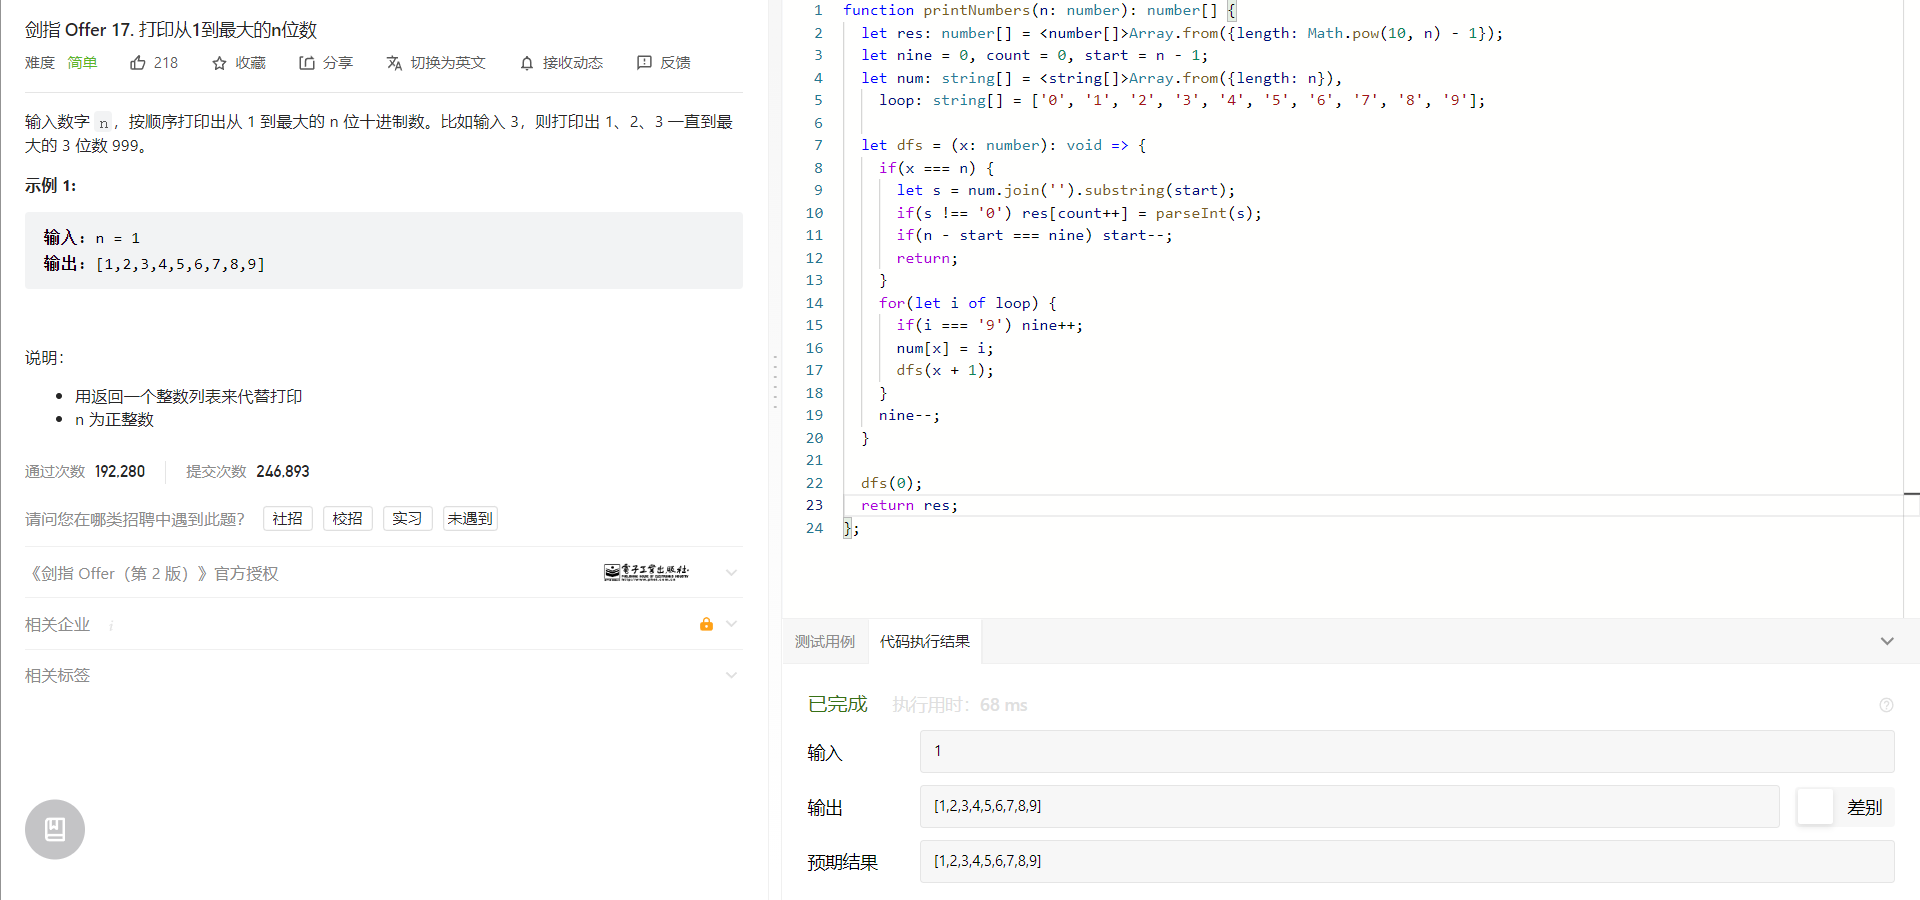 剑指 Offer 17. 打印从1到最大的n位数
难度 简单 218 收藏 分享 切换为英文 接收动态 反馈
输入数字 n ，按顺序打印出从 1 到最大的 n 位十进制数。比如输入 3，则打印出 1、2、3 一直到最
大的 3 位数 999。
示例 1:
输入: n = 1
输出: [1,2,3,4,5,6,7,8,9]
说明：
用返回一个整数列表来代替打印
n 为正整数
通过次数 192,280 提交次数 246,893
请问您在哪类招聘中遇到此题？ 社招 校招 实习 未遇到
《剑指 Offer（第 2 版）》官方授权 电子工业出版社
相关企业 i
相关标签
1 function printNumbers(n: number): number[] {
2 let res: number[] = <number[]>Array.from({length: Math.pow(10, n) - 1});
3 let nine = 0, count = 0, start = n - 1;
4 let num: string[] = <string[]>Array.from({length: n}),
5 loop: string[] = ['0', '1', '2', '3', '4', '5', '6', '7', '8', '9'];
6
7 let dfs = (x: number): void => {
8 if(x === n) {
9 let s = num.join('').substring(start);
10 if(s !== '0') res[count++] = parseInt(s);
11 if(n - start === nine) start--;
12 return;
13 }
14 for(let i of loop) {
15 if(i === '9') nine++;
16 num[x] = i;
17 dfs(x + 1);
18 }
19 nine--;
20 }
21
22 dfs(0);
23 return res;
24 };
测试用例 代码执行结果
已完成 执行用时：68 ms
输入 1
输出 [1,2,3,4,5,6,7,8,9] 差别
预期结果 [1,2,3,4,5,6,7,8,9]